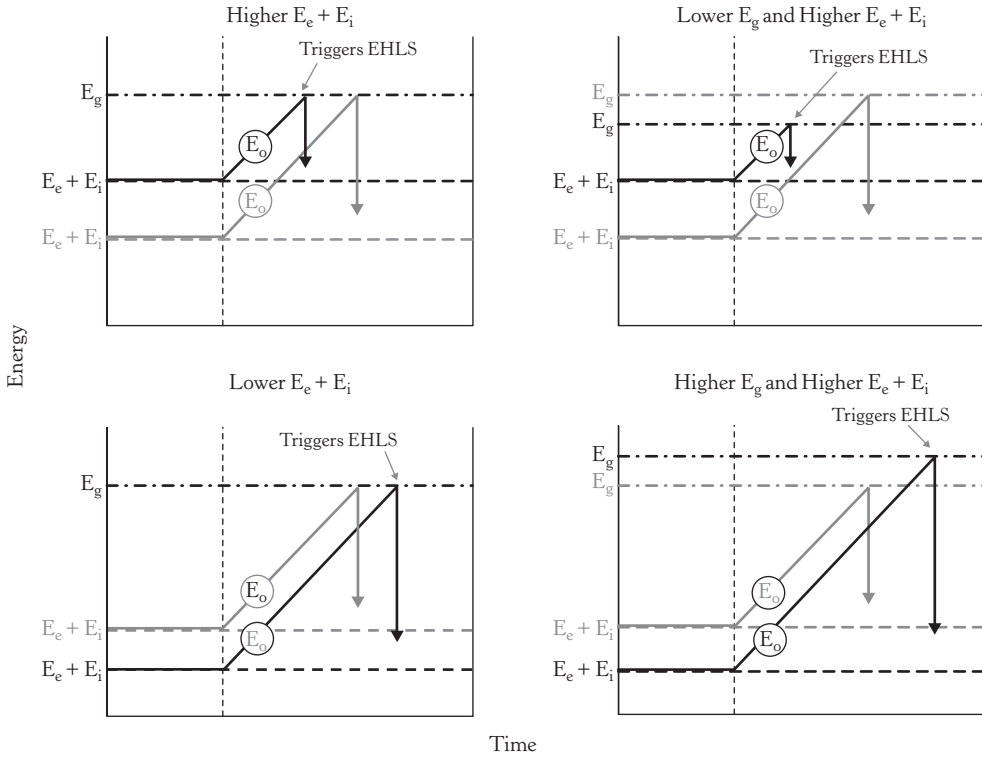 Higher Eₑ + Eᵢ
Triggers EHLS
E_g
Eₒ
Eₑ + Eᵢ
Eₒ
Eₑ + Eᵢ
Lower E_g and Higher Eₑ + Eᵢ
Triggers EHLS
E_g
E_g
Eₒ
Eₑ + Eᵢ
Eₒ
Eₑ + Eᵢ
Energy
Lower Eₑ + Eᵢ
Triggers EHLS
E_g
Eₒ
Eₑ + Eᵢ
Eₒ
Eₑ + Eᵢ
Higher E_g and Higher Eₑ + Eᵢ
Triggers EHLS
E_g
E_g
Eₒ
Eₑ + Eᵢ
Eₒ
Eₑ + Eᵢ
Time